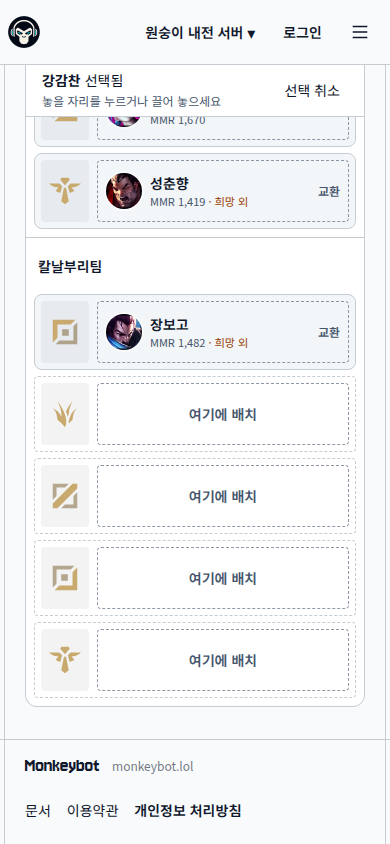 원숭이 내전 서버 ▾
로그인
강감찬 선택됨
놓을 자리를 누르거나 끌어 놓으세요
선택 취소
MMR 1,670
성춘향
MMR 1,419 · 희망 외
교환
칼날부리팀
장보고
MMR 1,482 · 희망 외
교환
여기에 배치
여기에 배치
여기에 배치
여기에 배치
Monkeybot monkeybot.lol
문서 이용약관 개인정보 처리방침